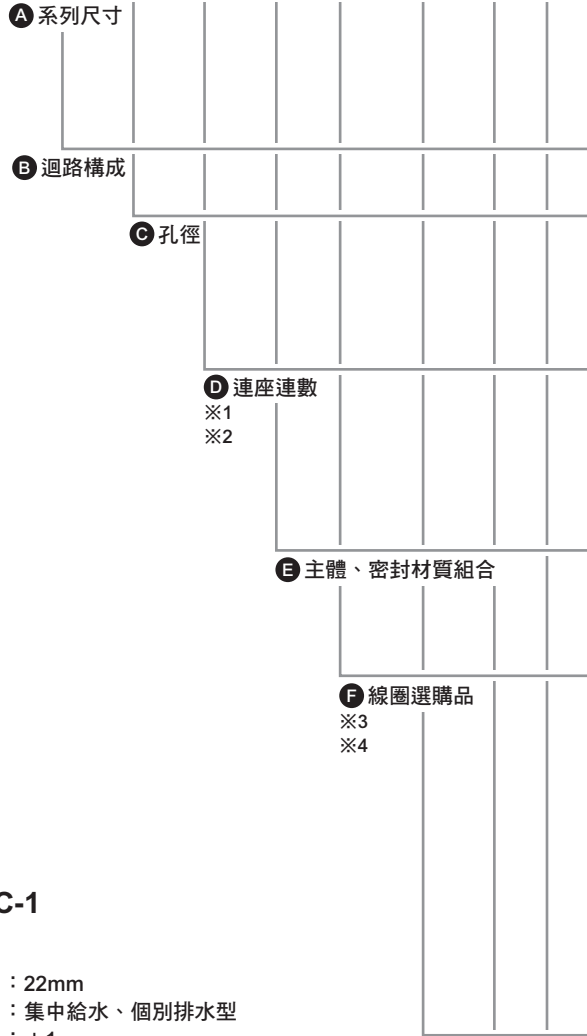 A 系列尺寸
B 迴路構成
C 孔徑
D 連座連數
※1
※2
E 主體、密封材質組合
F 線圈選購品
※3
※4
C-1
：22mm
：集中給水、個別排水型